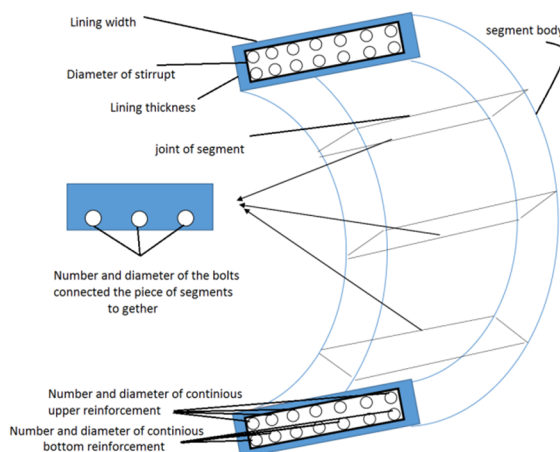 Lining width
segment body
Diameter of stirrupt
Lining thickness
joint of segment
Number and diameter of the bolts
connected the piece of segments
to gether
Number and diameter of continious
upper reinforcement
Number and diameter of continious
bottom reinforcement